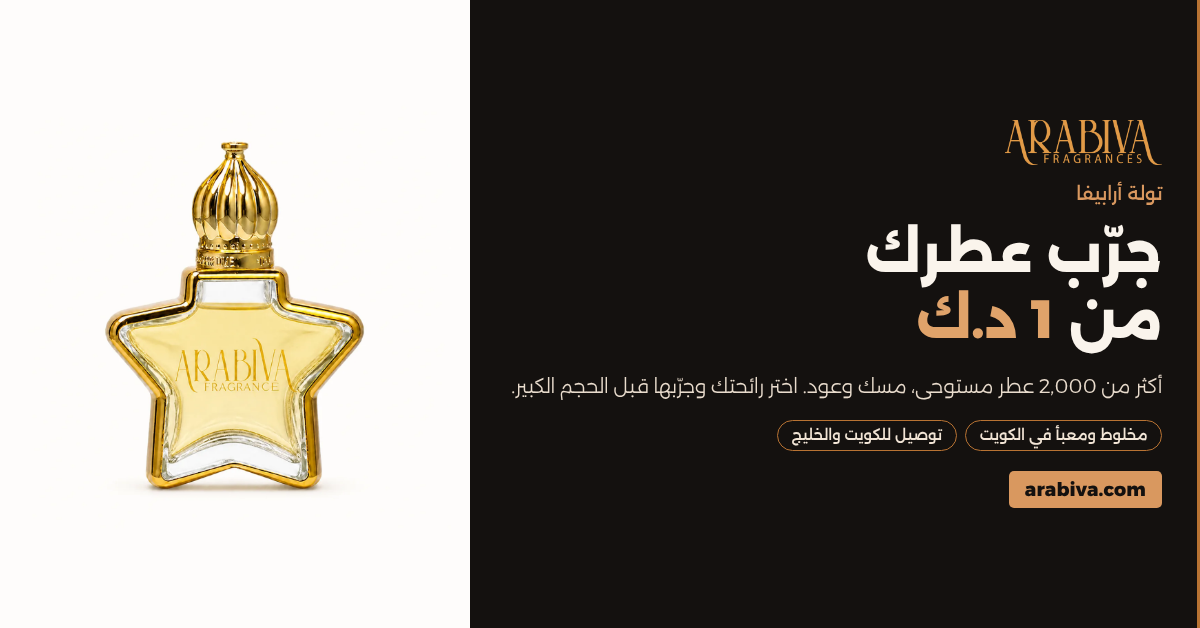 ARABIVA
FRAGRANCES
تولة أرابيفا
جرّب عطرك
من 1 د.ك
أكثر من 2,000 عطر مستوحى، مسك وعود. اختر رائحتك وجرّبها قبل الحجم الكبير.
مخلوط ومعبأ في الكويت
توصيل للكويت والخليج
arabiva.com
ARABIVA
FRAGRANCE